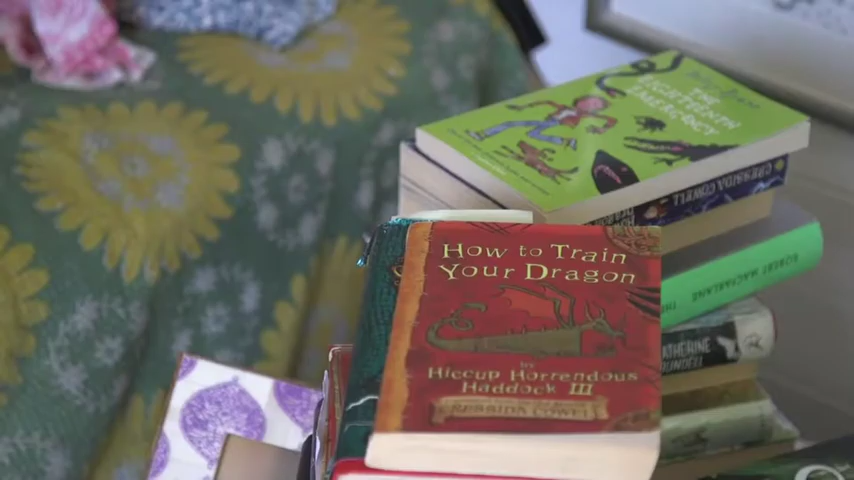 THE
EIGHTEENTH
EMERGENCY
CRESSIDA COWELL
ROBERT MACFARLANE
THE
How to Train
Your Dragon
by
Hiccup Horrendous
Haddock III
CRESSIDA COWELL
KATHERINE
RUNDELL